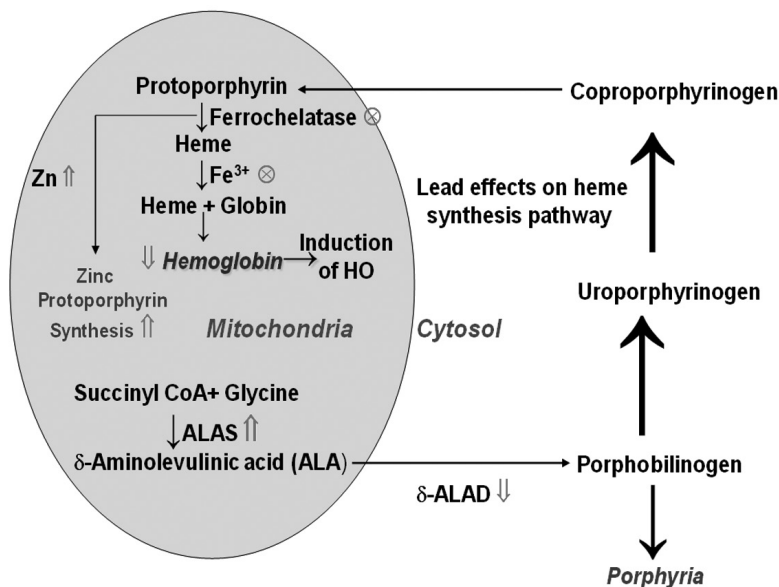 Protoporphyrin
Coproporphyrinogen
Ferrochelatase ⊗
Heme
Zn ⇑
Fe³⁺ ⊗
Lead effects on heme
synthesis pathway
Heme + Globin
⇓ Hemoglobin
Induction
of HO
Zinc
Protoporphyrin
Synthesis ⇑
Mitochondria
Cytosol
Uroporphyrinogen
Succinyl CoA+ Glycine
ALAS ⇑
δ-Aminolevulinic acid (ALA)
Porphobilinogen
δ-ALAD ⇓
Porphyria